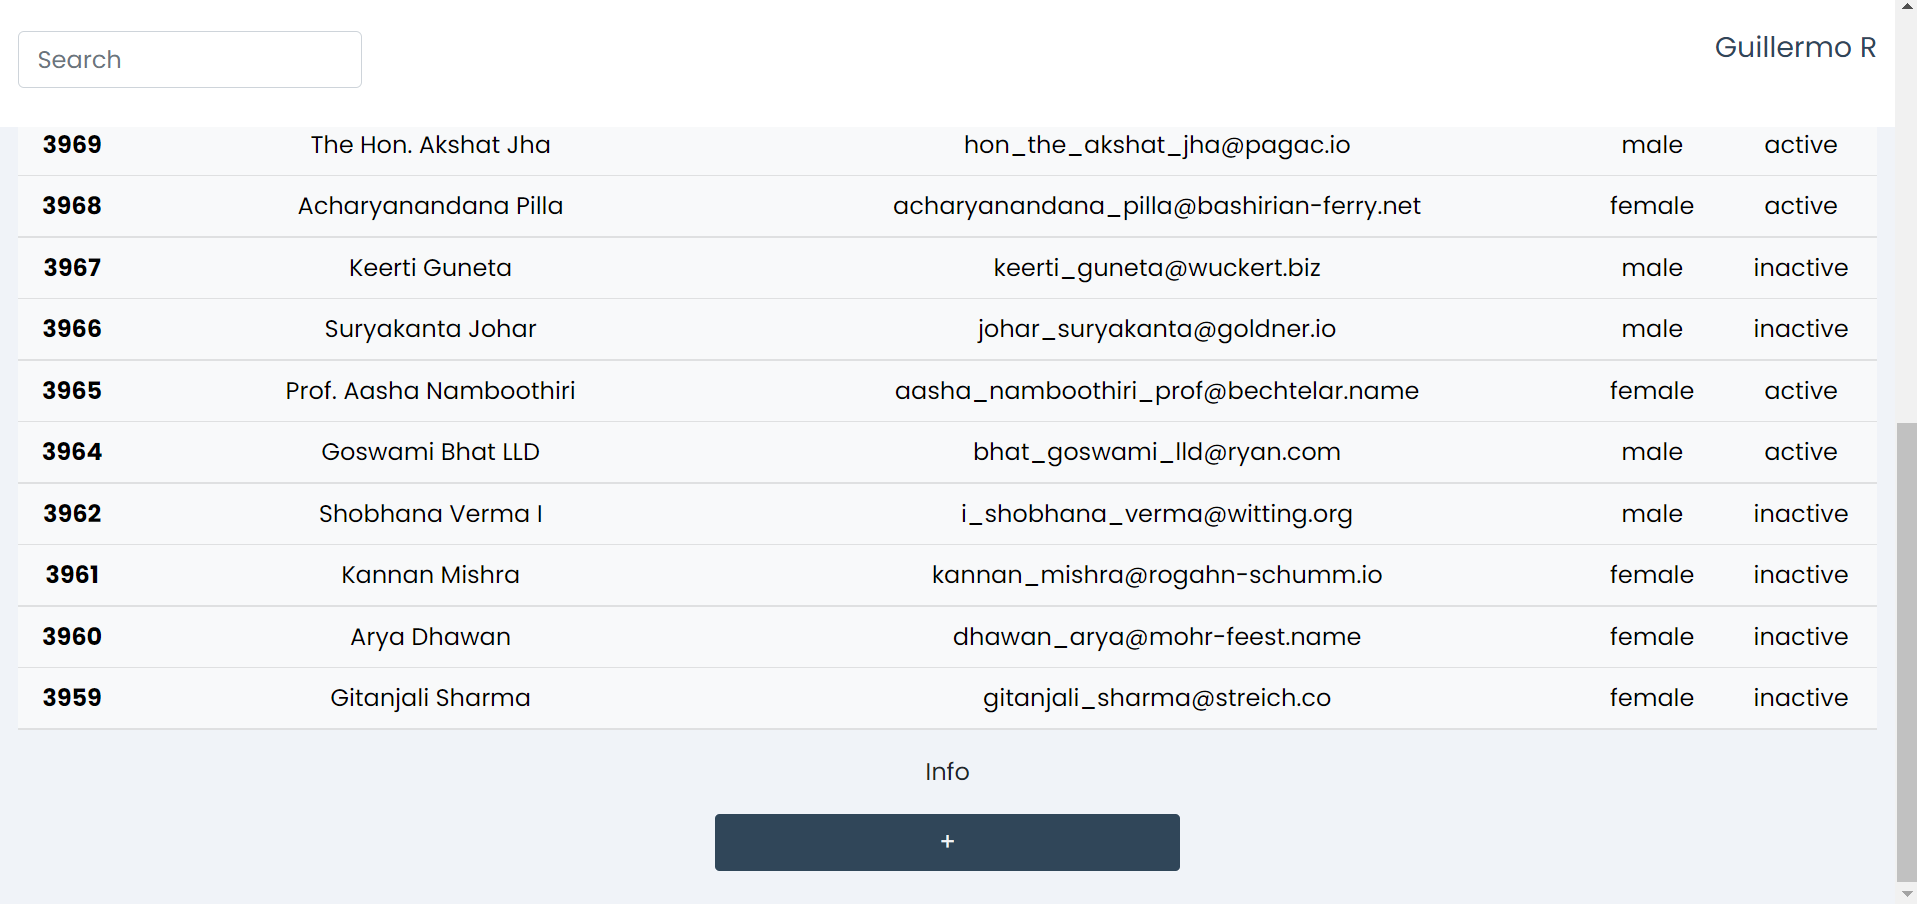 Search
Guillermo R
3969 The Hon. Akshat Jha hon_the_akshat_jha@pagac.io male active
3968 Acharyanandana Pilla acharyanandana_pilla@bashirian-ferry.net female active
3967 Keerti Guneta keerti_guneta@wuckert.biz male inactive
3966 Suryakanta Johar johar_suryakanta@goldner.io male inactive
3965 Prof. Aasha Namboothiri aasha_namboothiri_prof@bechtelar.name female active
3964 Goswami Bhat LLD bhat_goswami_lld@ryan.com male active
3962 Shobhana Verma I i_shobhana_verma@witting.org male inactive
3961 Kannan Mishra kannan_mishra@rogahn-schumm.io female inactive
3960 Arya Dhawan dhawan_arya@mohr-feest.name female inactive
3959 Gitanjali Sharma gitanjali_sharma@streich.co female inactive
Info
+